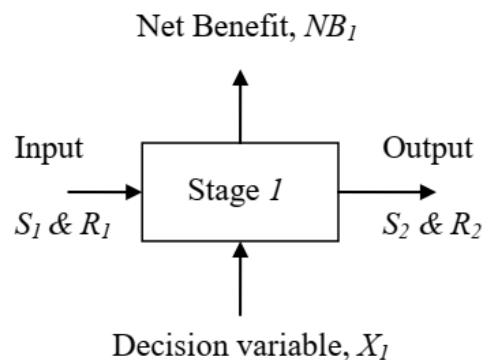 Net Benefit, NB₁
Input
Output
Stage 1
S₁ & R₁
S₂ & R₂
Decision variable, X₁